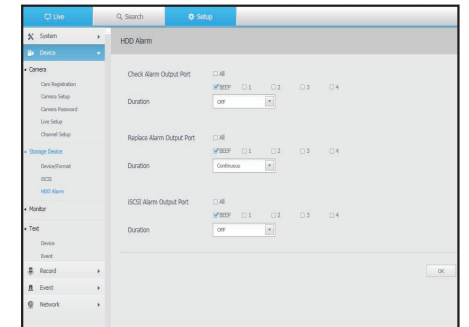 Live
Search
Setup
System
Device
Camera
Cam Registration
Camera Setup
Camera Password
Live Setup
Channel Setup
Storage Device
Device/Format
iSCSI
HDD Alarm
Monitor
Text
Device
Event
Record
Event
Network
HDD Alarm
Check Alarm Output Port
All
BEEP 1 2 3 4
Duration OFF
Replace Alarm Output Port
All
BEEP 1 2 3 4
Duration Continuous
iSCSI Alarm Output Port
All
BEEP 1 2 3 4
Duration OFF
OK